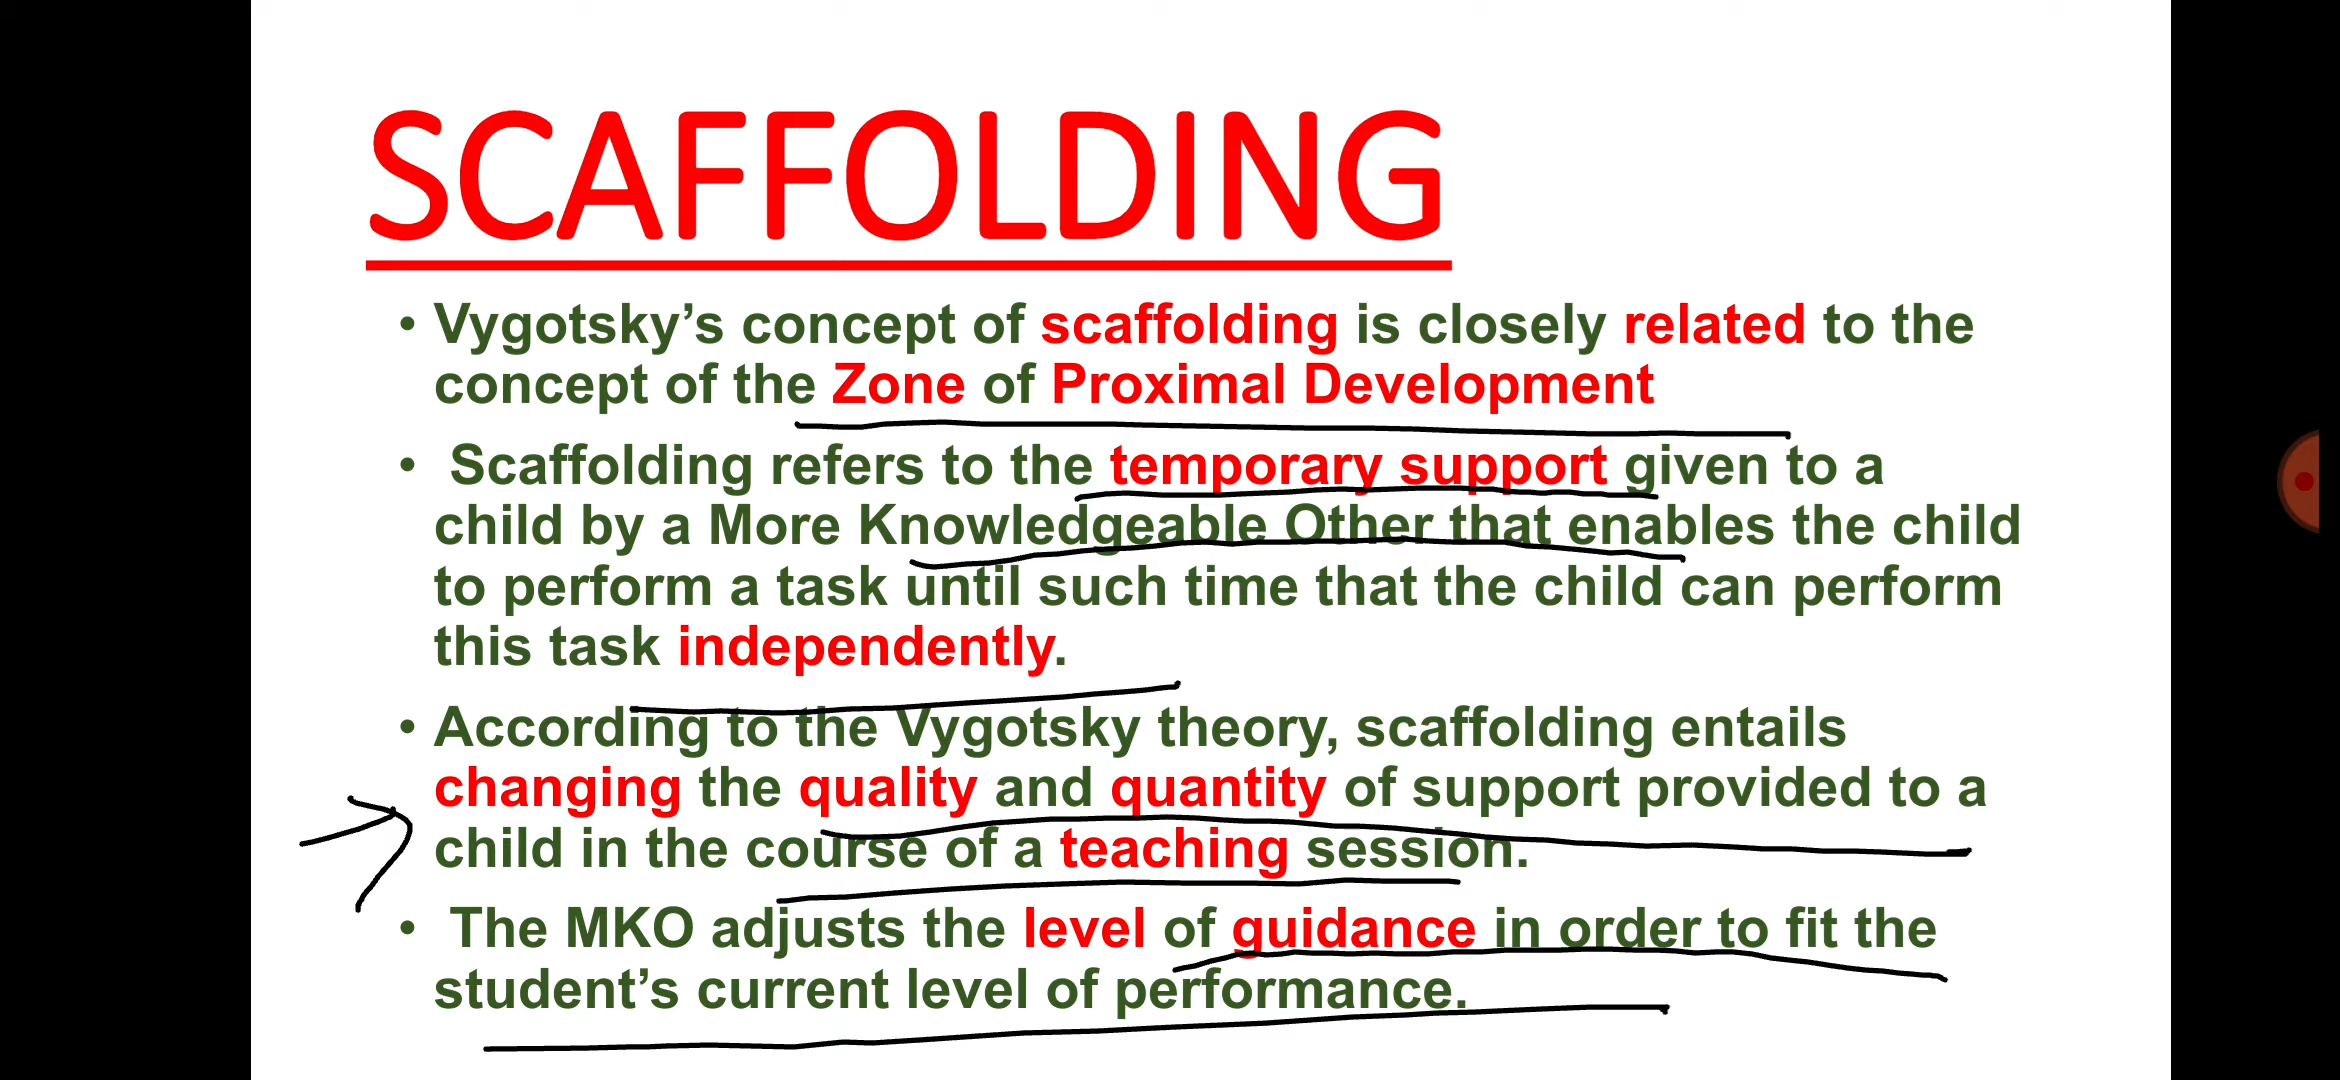 SCAFFOLDING
• Vygotsky’s concept of scaffolding is closely related to the
concept of the Zone of Proximal Development
• Scaffolding refers to the temporary support given to a
child by a More Knowledgeable Other that enables the child
to perform a task until such time that the child can perform
this task independently.
• According to the Vygotsky theory, scaffolding entails
changing the quality and quantity of support provided to a
child in the course of a teaching session.
• The MKO adjusts the level of guidance in order to fit the
student’s current level of performance.